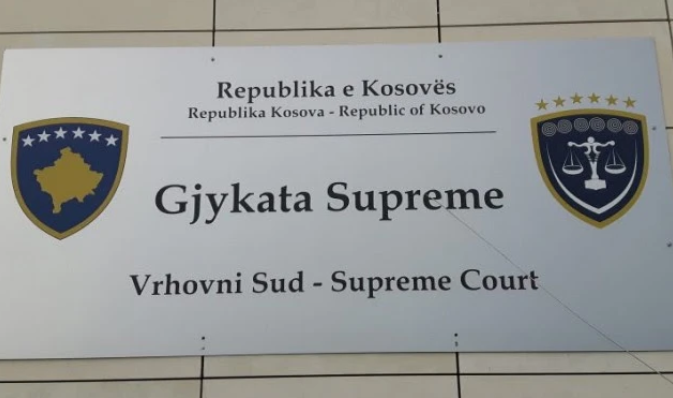 Republika e Kosovës
Republika Kosova - Republic of Kosovo
Gjykata Supreme
Vrhovni Sud - Supreme Court